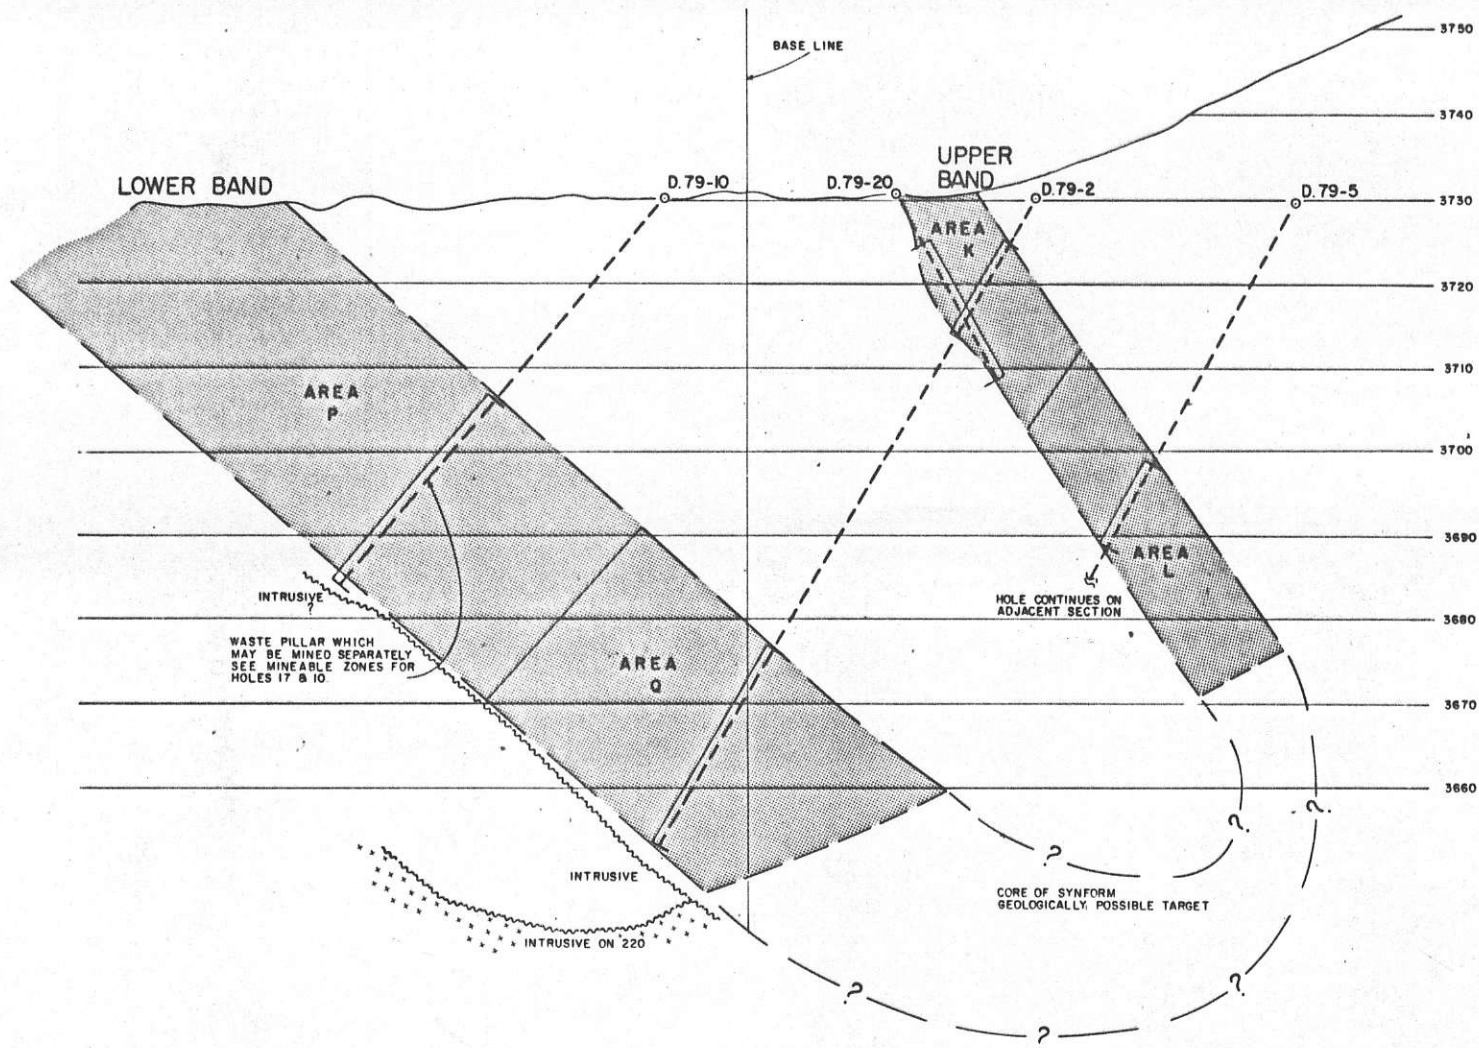 BASE LINE
3750
3740
UPPER
BAND
LOWER BAND
D.79-10
D.79-20
D.79-2
D.79-5
3730
AREA
K
3720
3710
AREA
P
3700
3690
AREA
L
INTRUSIVE
?
HOLE CONTINUES ON
ADJACENT SECTION
3680
WASTE PILLAR WHICH
MAY BE MINED SEPARATELY
SEE MINEABLE ZONES FOR
HOLES 17 & 10.
AREA
Q
3670
3660
?
?
?
INTRUSIVE
CORE OF SYNFORM
GEOLOGICALLY, POSSIBLE TARGET
INTRUSIVE ON 220
?
?
?